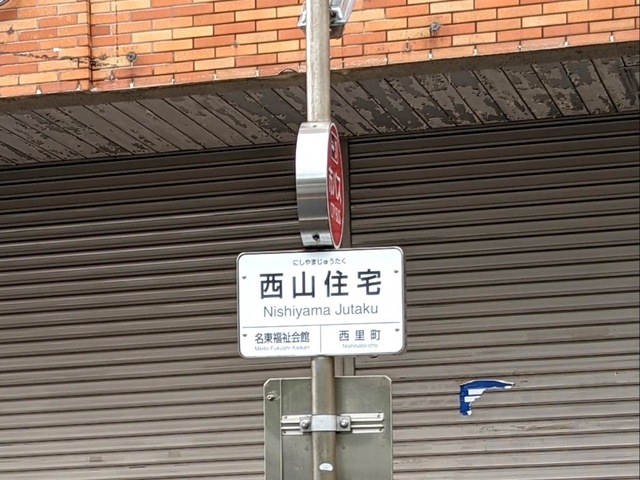 にしやまじゅうたく
西山住宅
Nishiyama Jutaku
名東福祉会館 西里町
Meito Fukushi Kaikan Nishisato-cho